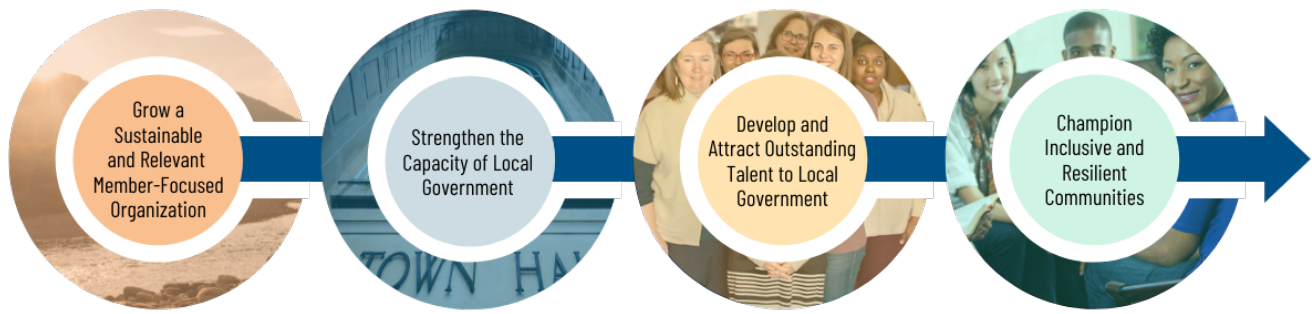 Grow a
Sustainable
and Relevant
Member-Focused
Organization
Strengthen the
Capacity of Local
Government
TOWN HA
Develop and
Attract Outstanding
Talent to Local
Government
Champion
Inclusive and
Resilient
Communities